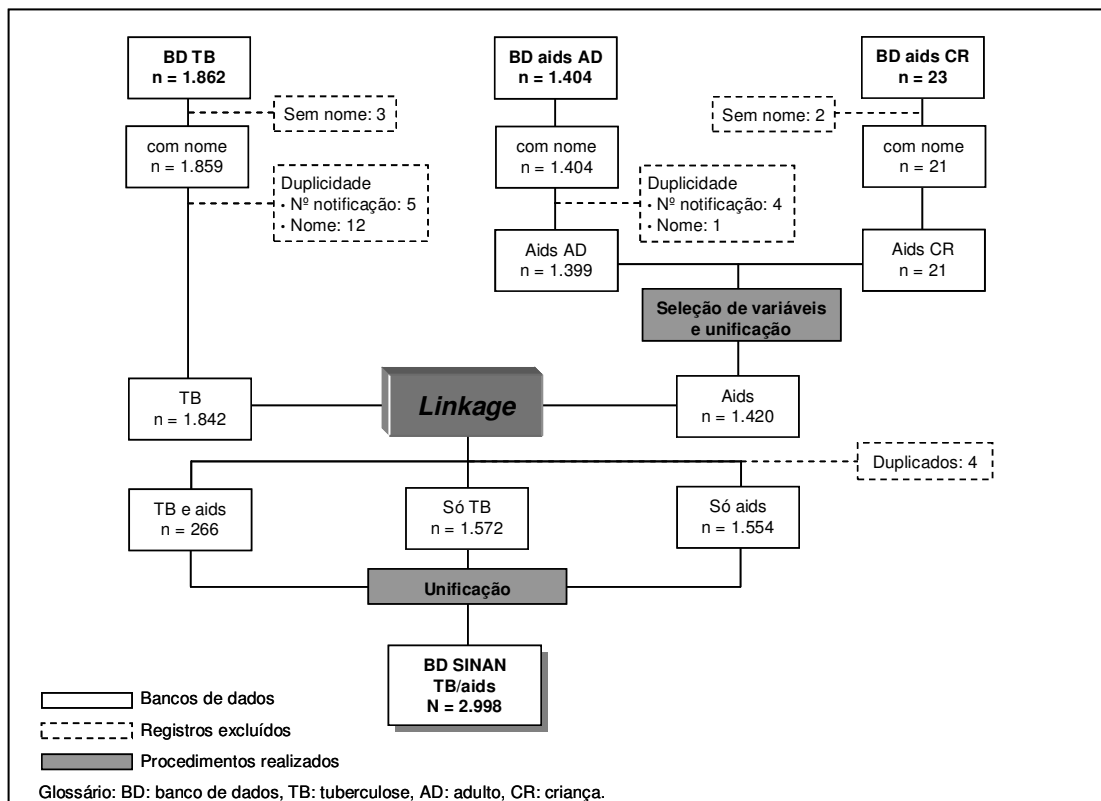 BD TB
n = 1.862
BD aids AD
n = 1.404
BD aids CR
n = 23
Sem nome: 3
Sem nome: 2
com nome
n = 1.859
com nome
n = 1.404
com nome
n = 21
Duplicidade
• Nº notificação: 5
• Nome: 12
Duplicidade
• Nº notificação: 4
• Nome: 1
Aids AD
n = 1.399
Aids CR
n = 21
Seleção de variáveis
e unificação
TB
n = 1.842
Linkage
Aids
n = 1.420
Duplicados: 4
TB e aids
n = 266
Só TB
n = 1.572
Só aids
n = 1.554
Unificação
BD SINAN
TB/aids
N = 2.998
Bancos de dados
Registros excluídos
Procedimentos realizados
Glossário: BD: banco de dados, TB: tuberculose, AD: adulto, CR: criança.